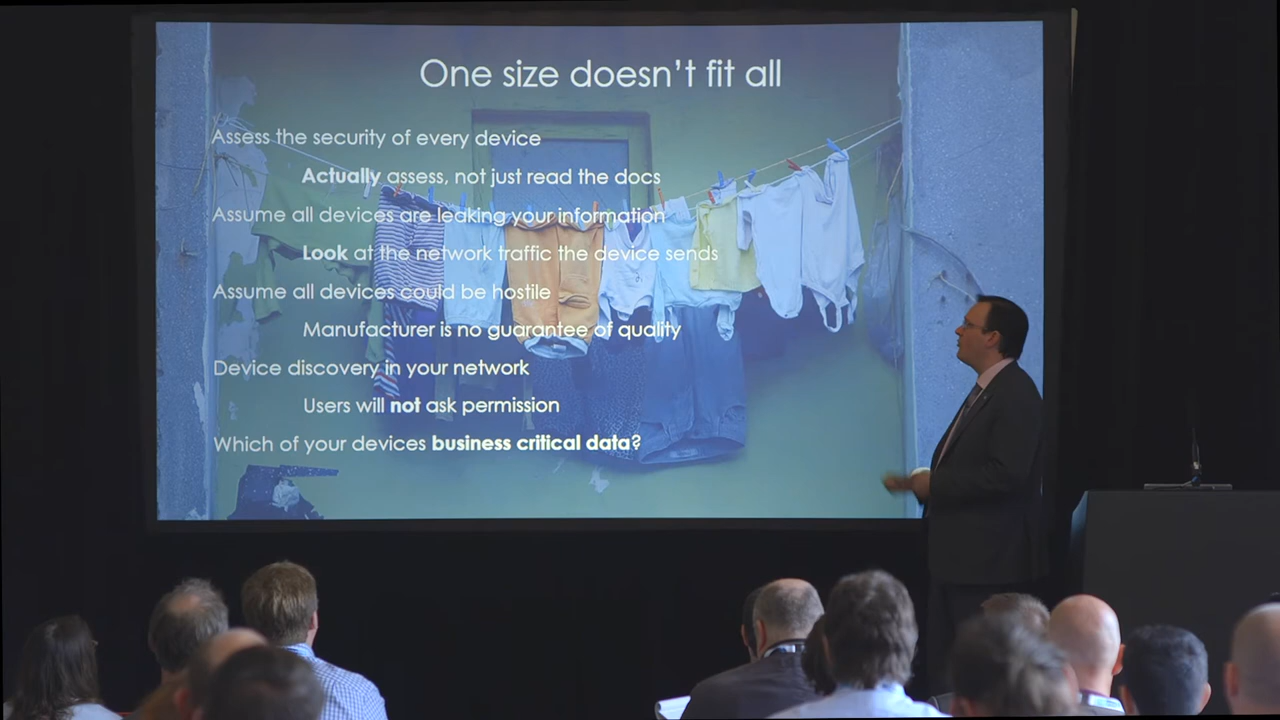 One size doesn't fit all
Assess the security of every device
Actually assess, not just read the docs
Assume all devices are leaking your information
Look at the network traffic the device sends
Assume all devices could be hostile
Manufacturer is no guarantee of quality
Device discovery in your network
Users will not ask permission
Which of your devices business critical data?